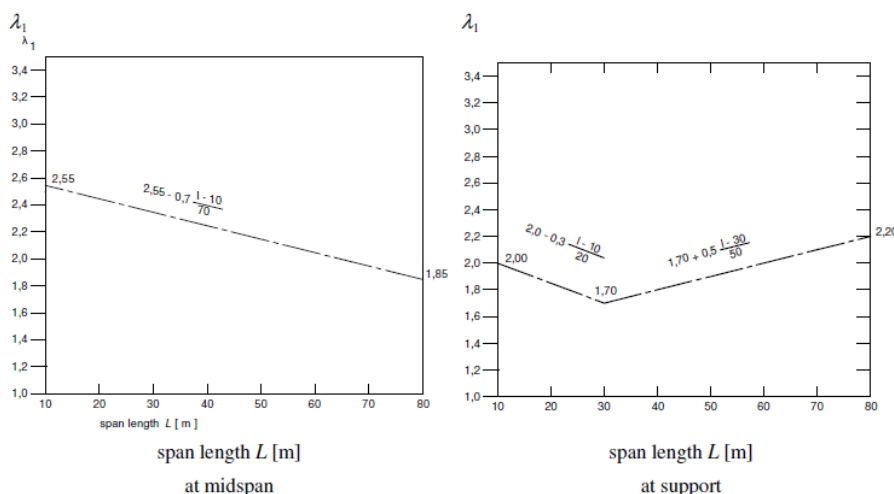 λ1
λ1
3,4
3,2
3,0
2,8
2,6
2,4
2,2
2,0
1,8
1,6
1,4
1,2
1,0
2,55
2,55 - 0,7 l - 10
70
1,85
10 20 30 40 50 60 70 80
span length L [ m ]
span length L [m]
at midspan
λ1
3,4
3,2
3,0
2,8
2,6
2,4
2,2
2,0
1,8
1,6
1,4
1,2
1,0
2,00
2,0 - 0,3 l - 10
20
1,70
1,70 + 0,5 l - 30
50
2,20
10 20 30 40 50 60 70 80
span length L [m]
at support